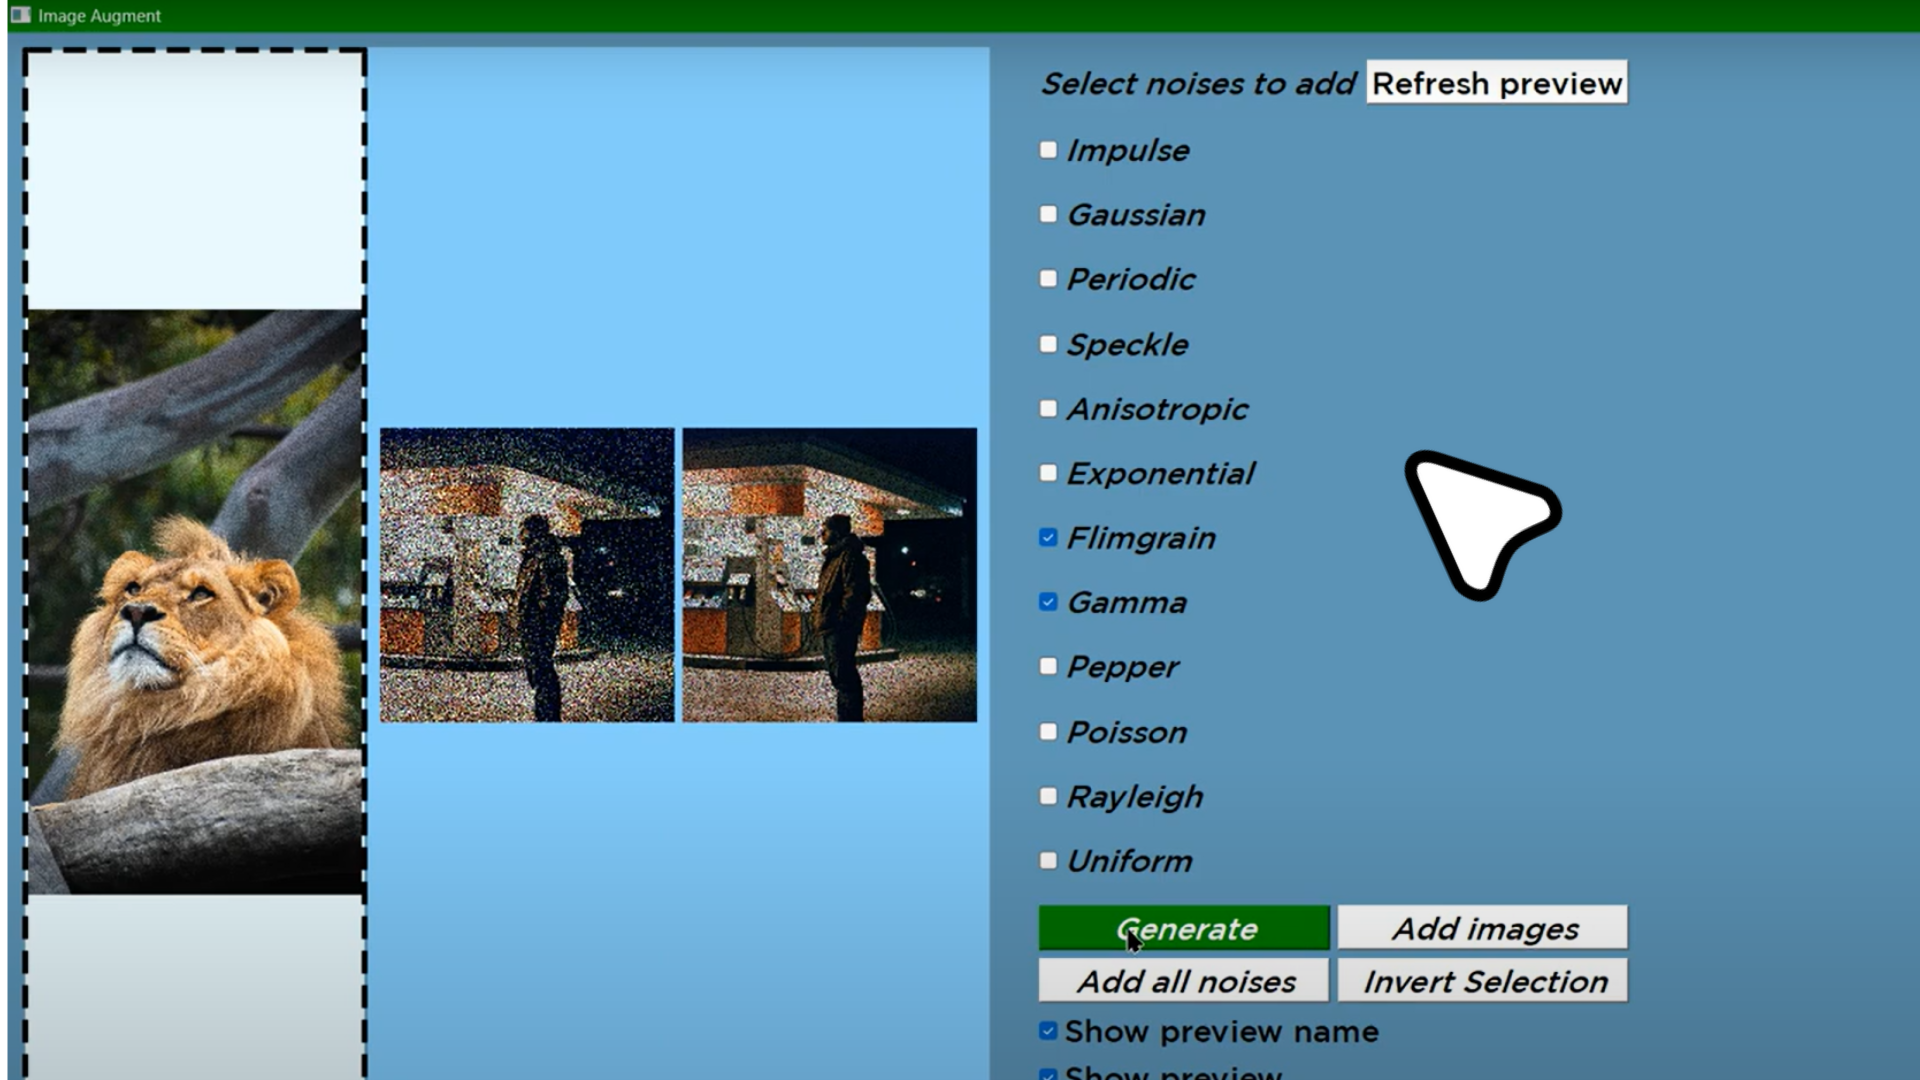 Image Augment
Select noises to add Refresh preview
Impulse
Gaussian
Periodic
Speckle
Anisotropic
Exponential
Flimgrain
Gamma
Pepper
Poisson
Rayleigh
Uniform
Generate Add images
Add all noises Invert Selection
Show preview name
Show preview